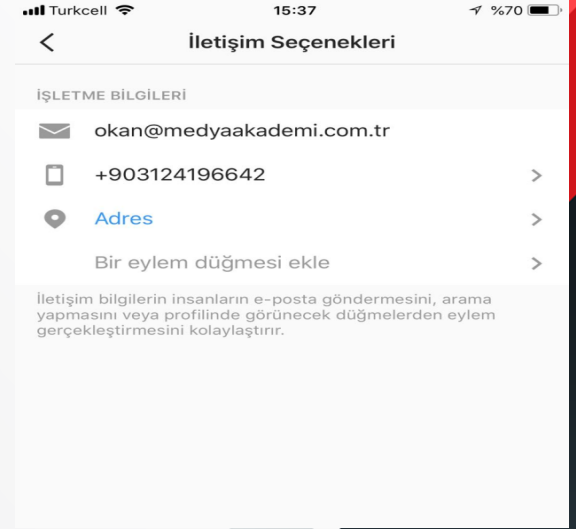 Turkcell 15:37 %70
İletişim Seçenekleri
İŞLETME BİLGİLERİ
okan@medyaakademi.com.tr
+903124196642
Adres
Bir eylem düğmesi ekle
İletişim bilgilerin insanların e-posta göndermesini, arama
yapmasını veya profilinde görünecek düğmelerden eylem
gerçekleştirmesini kolaylaştırır.